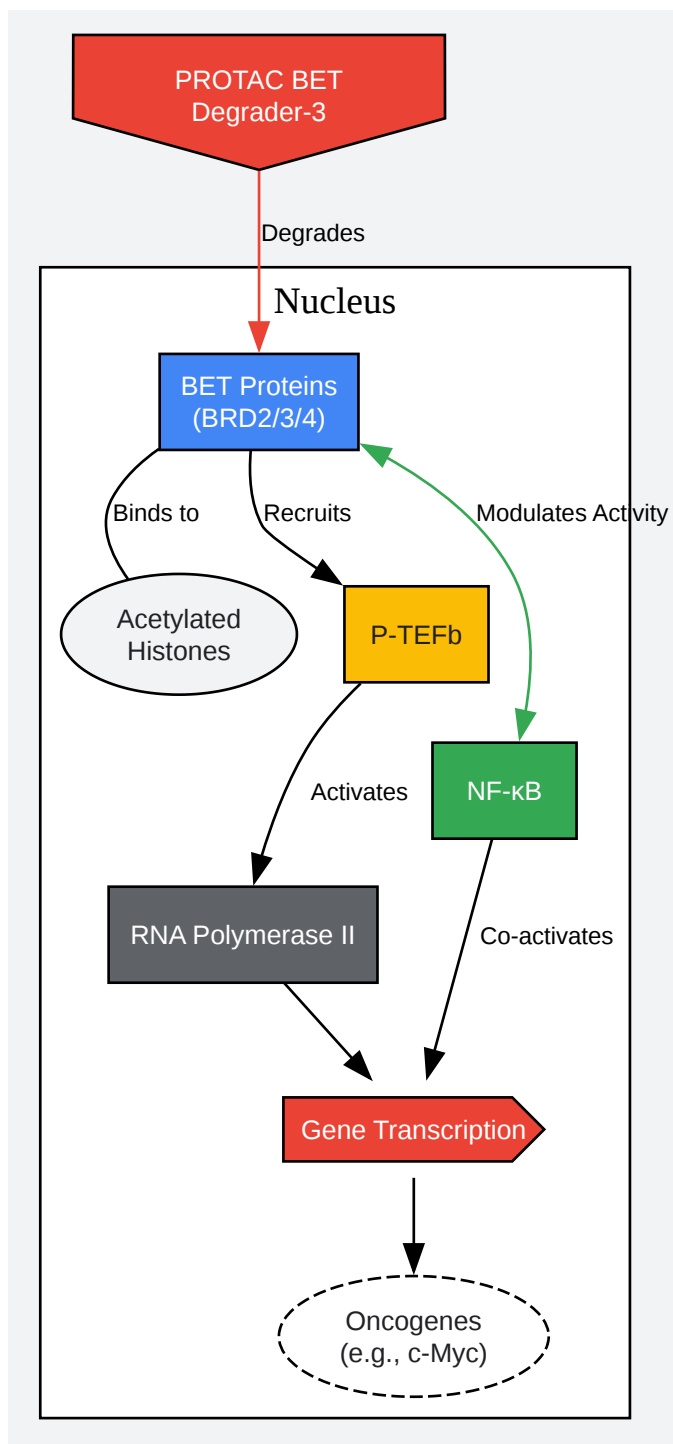 PROTAC BET
Degrader-3
Degrades
Nucleus
BET Proteins
(BRD2/3/4)
Binds to
Recruits
Modulates Activity
Acetylated
Histones
P-TEFb
Activates
NF-κB
RNA Polymerase II
Co-activates
Gene Transcription
Oncogenes
(e.g., c-Myc)